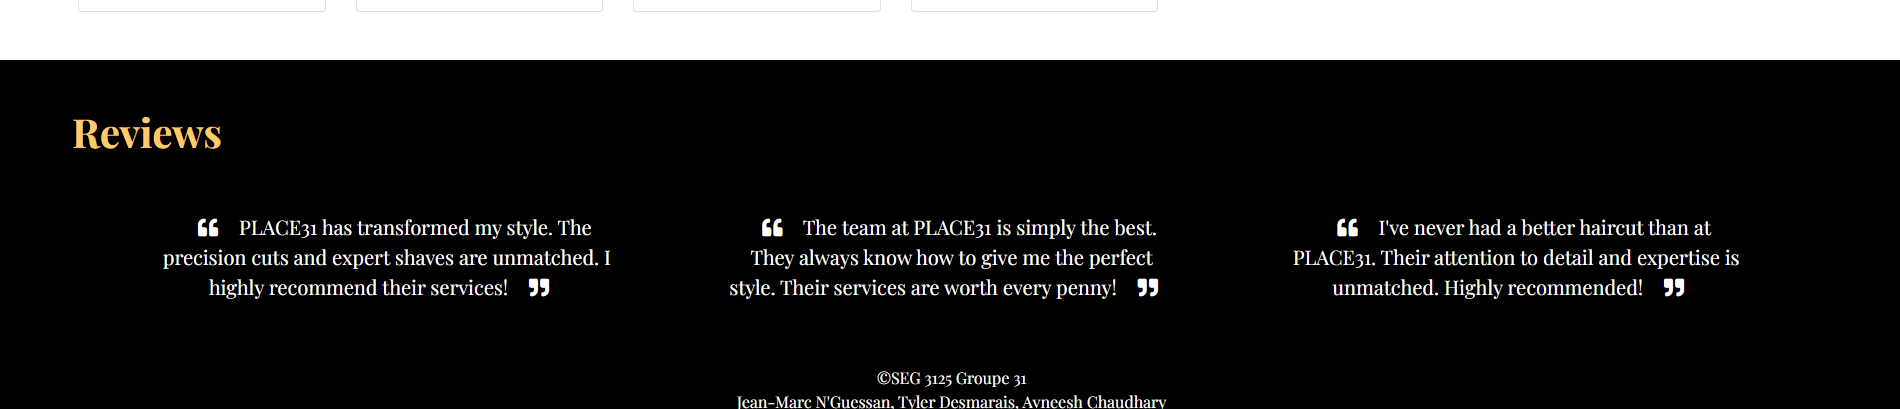 Reviews
❝ PLACE31 has transformed my style. The
precision cuts and expert shaves are unmatched. I
highly recommend their services! ❞
❝ The team at PLACE31 is simply the best.
They always know how to give me the perfect
style. Their services are worth every penny! ❞
❝ I've never had a better haircut than at
PLACE31. Their attention to detail and expertise is
unmatched. Highly recommended! ❞
©SEG 3125 Groupe 31
Jean-Marc N'Guessan, Tyler Desmarais, Avneesh Chaudhary